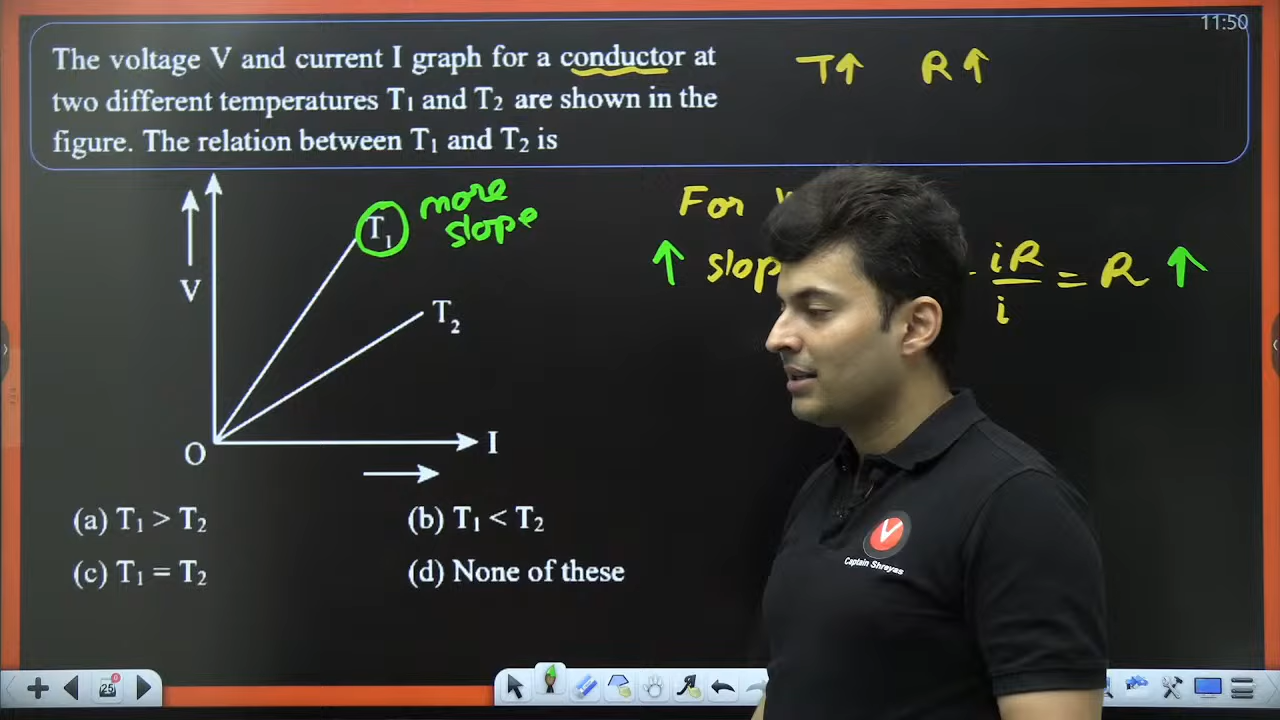 11:50
The voltage V and current I graph for a conductor at
two different temperatures T₁ and T₂ are shown in the
figure. The relation between T₁ and T₂ is
T↑ R↑
T₁ more slope
V
T₂
O
I
For
↑ slop
iR/i = R ↑
(a) T₁ > T₂ (b) T₁ < T₂
(c) T₁ = T₂ (d) None of these
V
Captain Shreyas
25